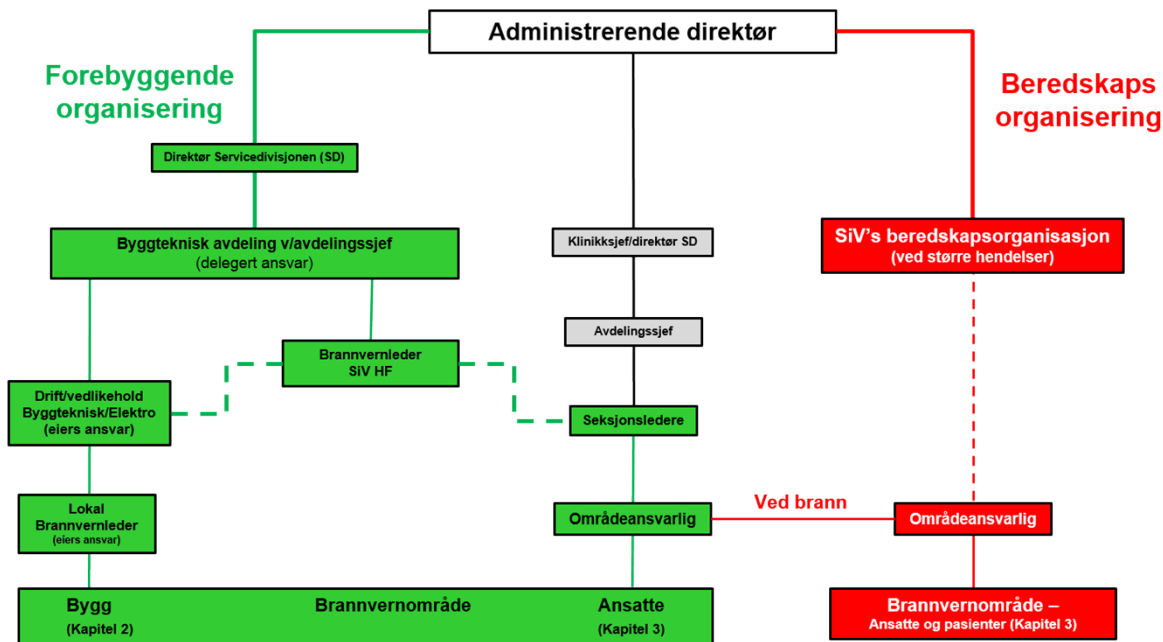 Administrerende direktør
Forebyggende
organisering
Beredskaps
organisering
Direktør Servicedivisjonen (SD)
Byggteknisk avdeling v/avdelingssjef
(delegert ansvar)
Klinikksjef/direktør SD
SiV's beredskapsorganisasjon
(ved større hendelser)
Avdelingssjef
Brannvernleder
SiV HF
Drift/vedlikehold
Byggteknisk/Elektro
(eiers ansvar)
Seksjonsledere
Lokal
Brannvernleder
(eiers ansvar)
Områdeansvarlig
Ved brann
Områdeansvarlig
Bygg
(Kapitel 2)
Brannvernområde
Ansatte
(Kapitel 3)
Brannvernområde –
Ansatte og pasienter (Kapitel 3)